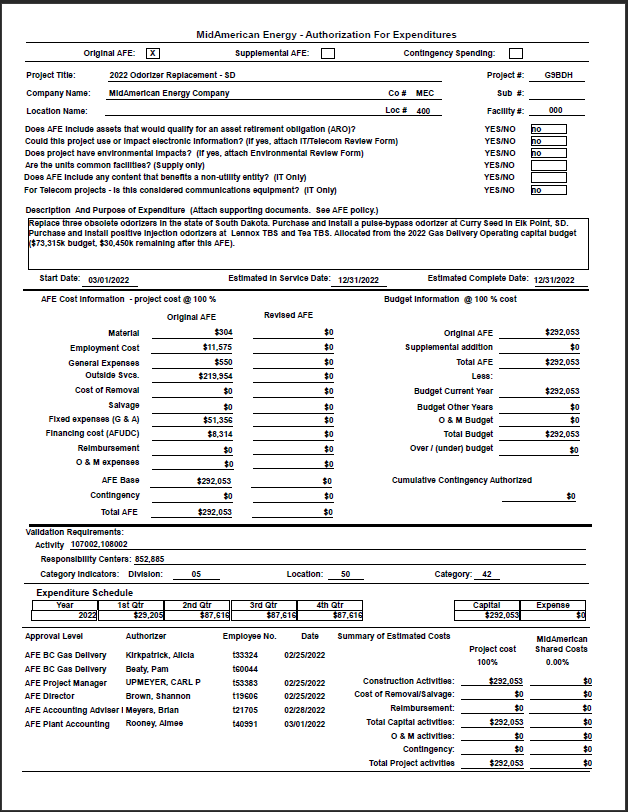 MidAmerican Energy - Authorization For Expenditures
Original AFE: X Supplemental AFE: Contingency Spending:
Project Title: 2022 Odorizer Replacement - SD Project #: G9BDH
Company Name: MidAmerican Energy Company Co # MEC Sub #:
Location Name: Loc # 400 Facility #: 000
Does AFE include assets that would qualify for an asset retirement obligation (ARO)? YES/NO no
Could this project use or impact electronic information? (If yes, attach IT/Telecom Review Form) YES/NO no
Does project have environmental impacts? (If yes, attach Environmental Review Form) YES/NO no
Are the units common facilities? (Supply only) YES/NO
Does AFE include any content that benefits a non-utility entity? (IT Only) YES/NO
For Telecom projects - Is this considered communications equipment? (IT Only) YES/NO no
Description And Purpose of Expenditure (Attach supporting documents. See AFE policy.)
Replace three obsolete odorizers in the state of South Dakota. Purchase and install a pulse-bypass odorizer at Curry Seed in Elk Point, SD.
Purchase and install positive injection odorizers at Lennox TBS and Tea TBS. Allocated from the 2022 Gas Delivery Operating capital budget
($73,315k budget, $30,450k remaining after this AFE).
Start Date: 03/01/2022 Estimated In Service Date: 12/31/2022 Estimated Complete Date: 12/31/2022
AFE Cost Information - project cost @ 100 % Budget Information @ 100 % cost
Original AFE Revised AFE
Material $304 $0 Original AFE $292,053
Employment Cost $11,575 $0 Supplemental addition $0
General Expenses $550 $0 Total AFE $292,053
Outside Svcs. $219,954 $0 Less:
Cost of Removal $0 $0 Budget Current Year $292,053
Salvage $0 $0 Budget Other Years $0
Fixed expenses (G & A) $51,356 $0 O & M Budget $0
Financing cost (AFUDC) $8,314 $0 Total Budget $292,053
Reimbursement $0 $0 Over / (under) budget $0
O & M expenses $0 $0
AFE Base $292,053 $0 Cumulative Contingency Authorized
Contingency $0 $0 $0
Total AFE $292,053 $0
Validation Requirements:
Activity 107002,108002
Responsibility Centers: 852,885
Category Indicators: Division: 05 Location: 50 Category: 42
Expenditure Schedule
Year 1st Qtr 2nd Qtr 3rd Qtr 4th Qtr Capital Expense
2022 $29,205 $87,616 $87,616 $87,616 $292,053 $0
Approval Level Authorizer Employee No. Date Summary of Estimated Costs MidAmerican
Project cost Shared Costs
100% 0.00%
AFE BC Gas Delivery Kirkpatrick, Alicia t33324 02/25/2022
AFE BC Gas Delivery Beaty, Pam t60044
AFE Project Manager UPMEYER, CARL P t53383 02/25/2022 Construction Activities: $292,053 $0
AFE Director Brown, Shannon t19606 02/25/2022 Cost of Removal/Salvage: $0 $0
AFE Accounting Adviser I Meyers, Brian t21705 02/28/2022 Reimbursement: $0 $0
AFE Plant Accounting Rooney, Aimee t40991 03/01/2022 Total Capital activities: $292,053 $0
O & M activities: $0 $0
Contingency: $0 $0
Total Project activities $292,053 $0